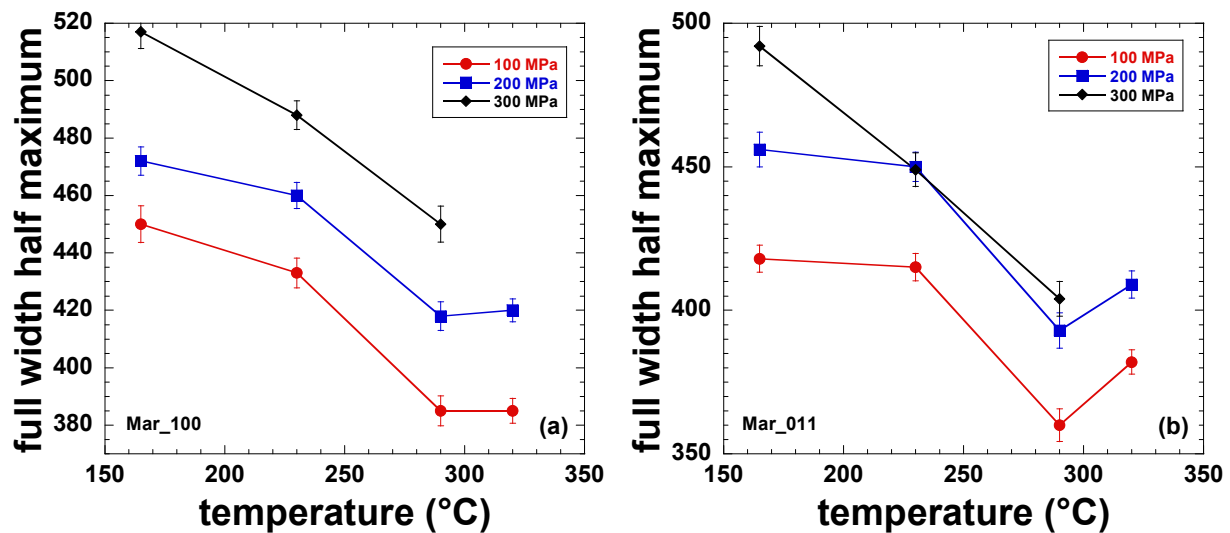 full width half maximum
520
500
480
460
440
420
400
380
150
200
250
300
350
temperature (°C)
100 MPa
200 MPa
300 MPa
Mar_100
(a)
full width half maximum
500
450
400
350
150
200
250
300
350
temperature (°C)
100 MPa
200 MPa
300 MPa
Mar_011
(b)